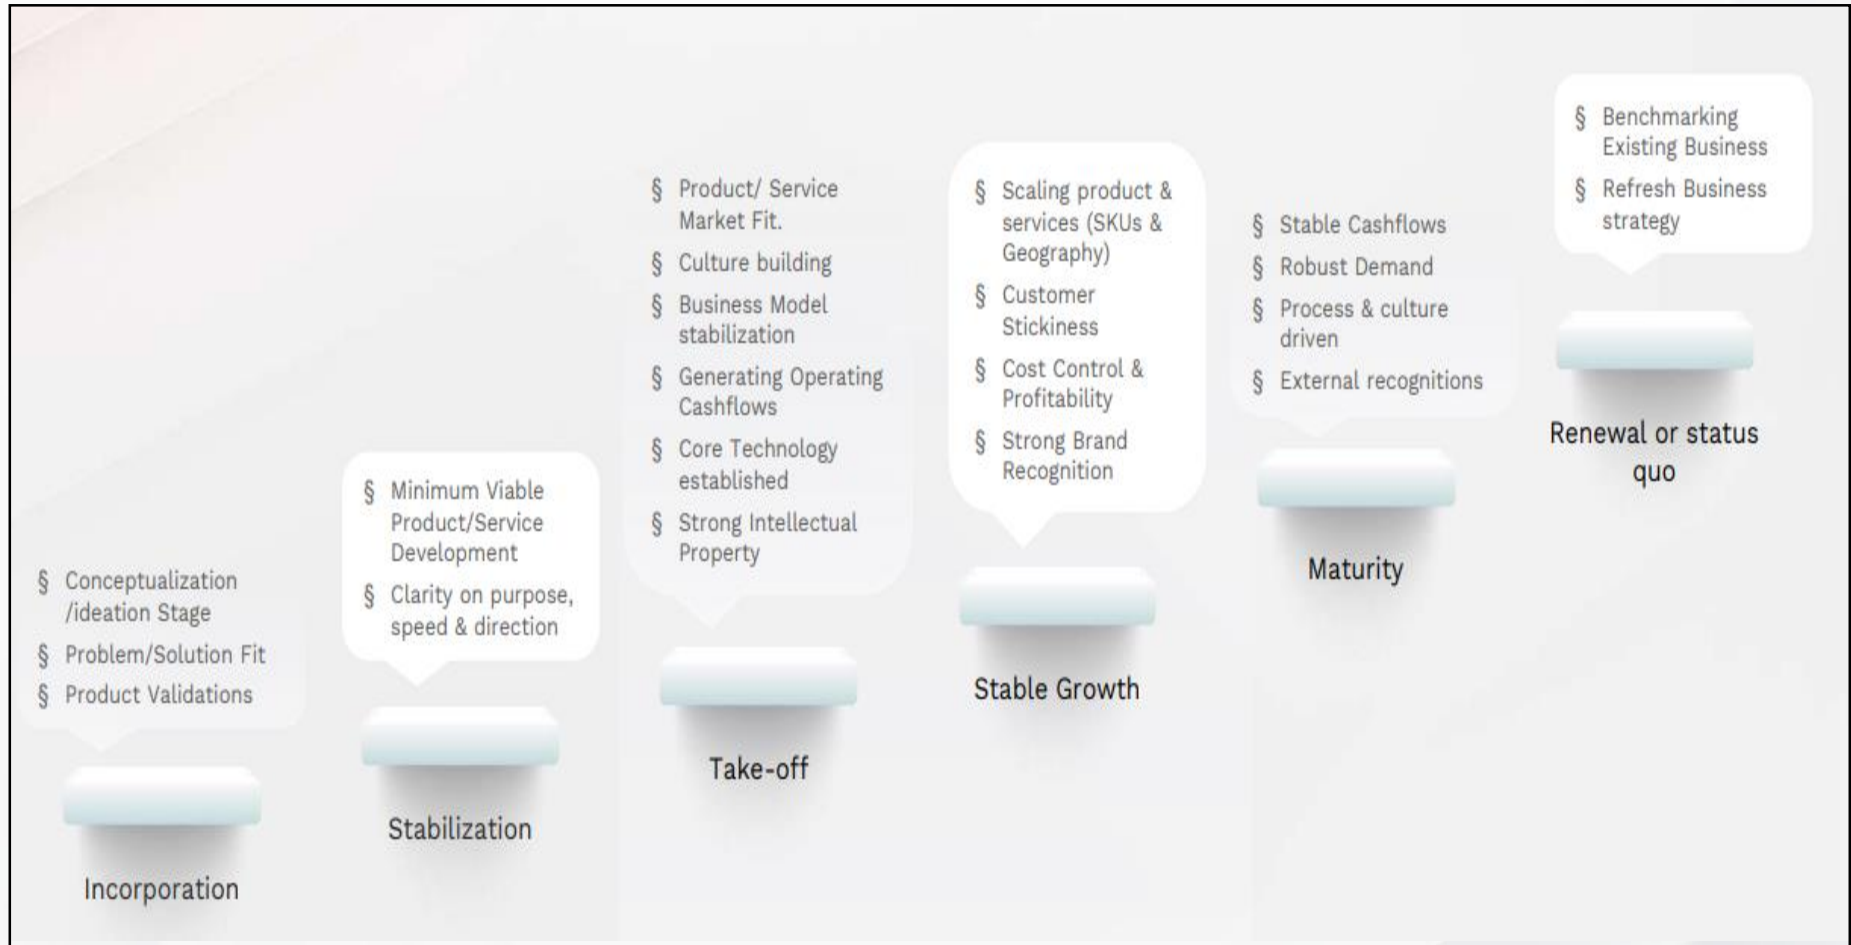 § Conceptualization
/ideation Stage
§ Problem/Solution Fit
§ Product Validations
Incorporation
§ Minimum Viable
Product/Service
Development
§ Clarity on purpose,
speed & direction
Stabilization
§ Product/ Service
Market Fit.
§ Culture building
§ Business Model
stabilization
§ Generating Operating
Cashflows
§ Core Technology
established
§ Strong Intellectual
Property
Take-off
§ Scaling product &
services (SKUs &
Geography)
§ Customer
Stickiness
§ Cost Control &
Profitability
§ Strong Brand
Recognition
Stable Growth
§ Stable Cashflows
§ Robust Demand
§ Process & culture
driven
§ External recognitions
Maturity
§ Benchmarking
Existing Business
§ Refresh Business
strategy
Renewal or status
quo